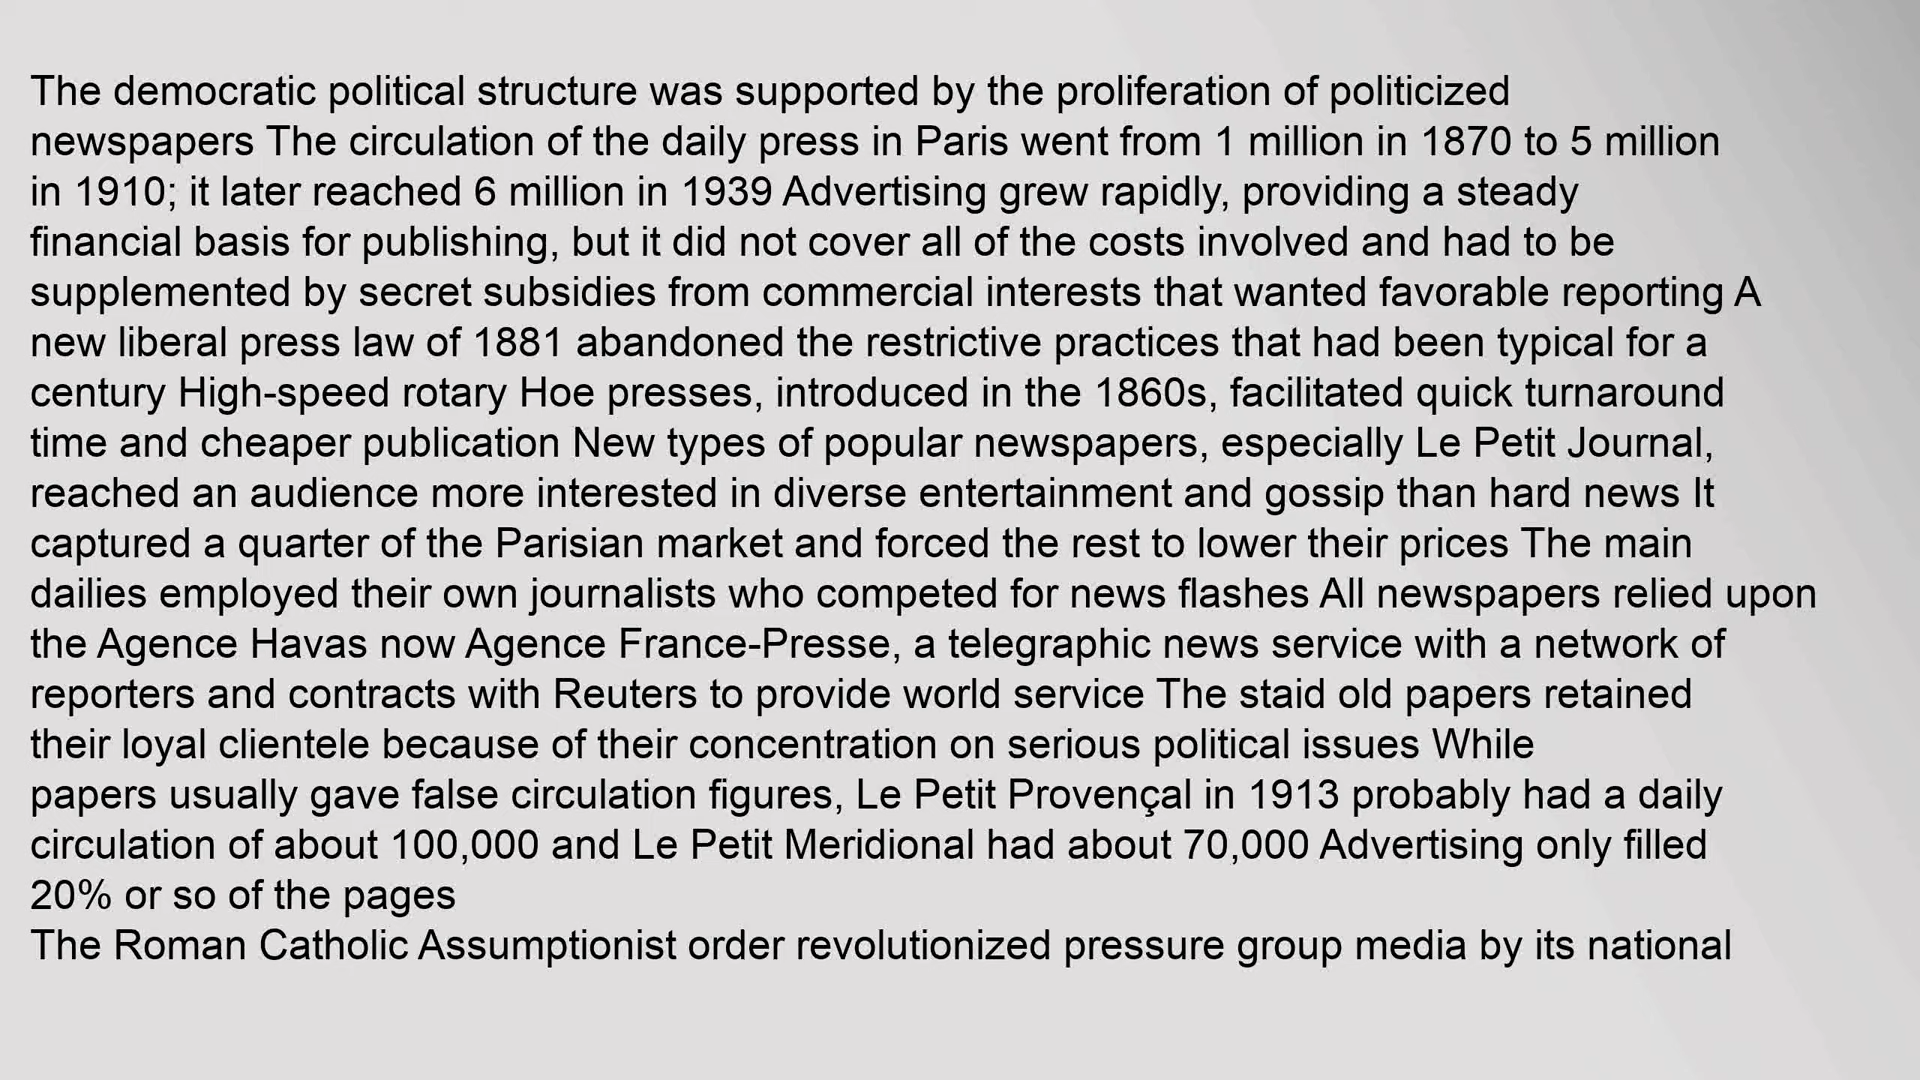 The democratic political structure was supported by the proliferation of politicized
newspapers The circulation of the daily press in Paris went from 1 million in 1870 to 5 million
in 1910; it later reached 6 million in 1939 Advertising grew rapidly, providing a steady
financial basis for publishing, but it did not cover all of the costs involved and had to be
supplemented by secret subsidies from commercial interests that wanted favorable reporting A
new liberal press law of 1881 abandoned the restrictive practices that had been typical for a
century High-speed rotary Hoe presses, introduced in the 1860s, facilitated quick turnaround
time and cheaper publication New types of popular newspapers, especially Le Petit Journal,
reached an audience more interested in diverse entertainment and gossip than hard news It
captured a quarter of the Parisian market and forced the rest to lower their prices The main
dailies employed their own journalists who competed for news flashes All newspapers relied upon
the Agence Havas now Agence France-Presse, a telegraphic news service with a network of
reporters and contracts with Reuters to provide world service The staid old papers retained
their loyal clientele because of their concentration on serious political issues While
papers usually gave false circulation figures, Le Petit Provençal in 1913 probably had a daily
circulation of about 100,000 and Le Petit Meridional had about 70,000 Advertising only filled
20% or so of the pages
The Roman Catholic Assumptionist order revolutionized pressure group media by its national